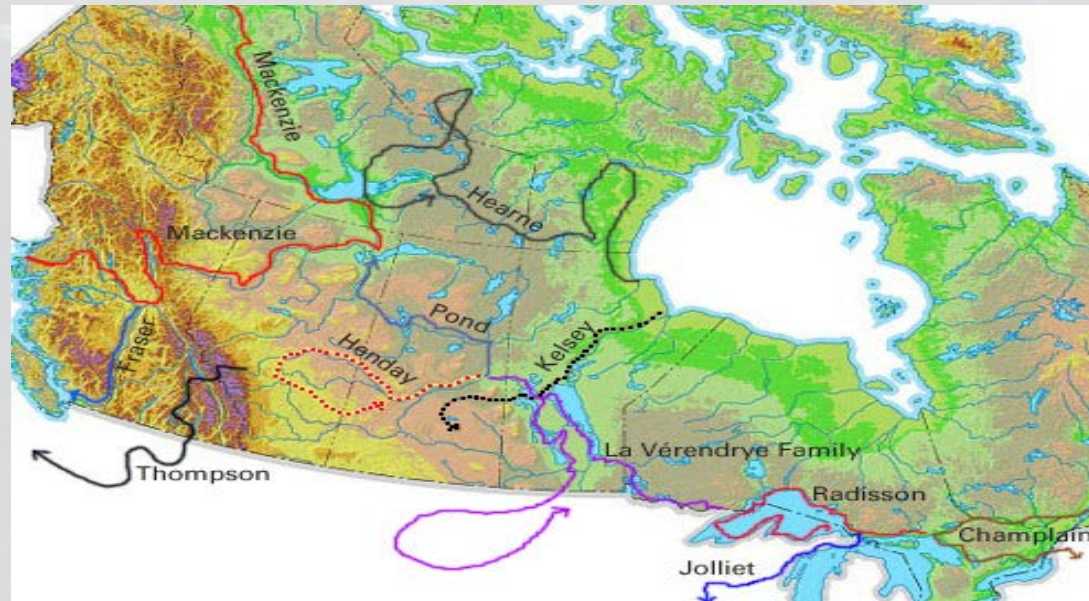 Mackenzie
Hearne
Mackenzie
Pond
Kelsey
Fraser
Henday
La Vérendrye Family
Thompson
Radisson
Champlain
Jolliet